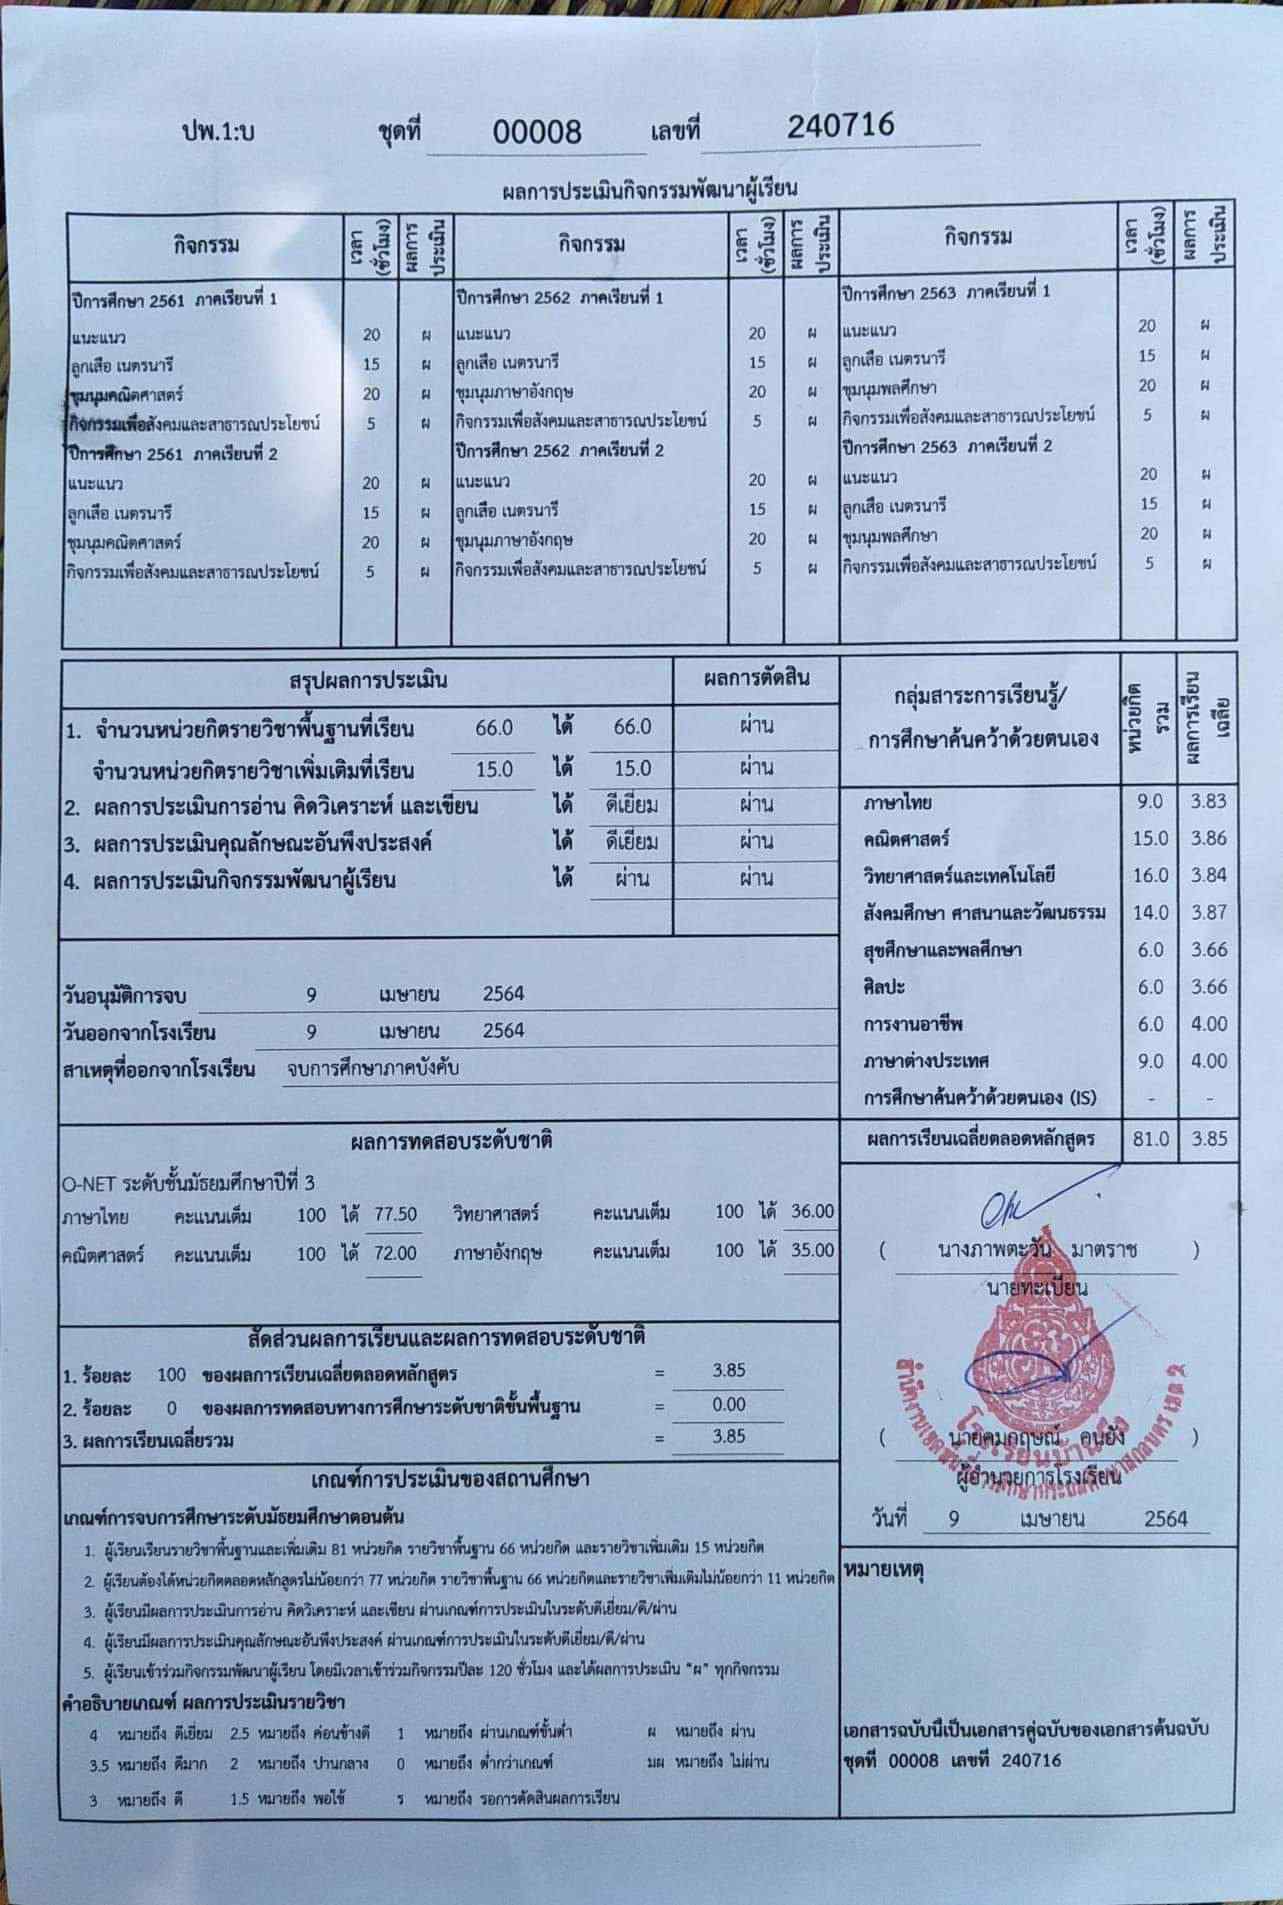 ปพ.1:บ ชุดที่ 00008 เลขที่ 240716
ผลการประเมินกิจกรรมพัฒนาผู้เรียน
กิจกรรม เวลา (ชั่วโมง) ผลการประเมิน กิจกรรม เวลา (ชั่วโมง) ผลการประเมิน กิจกรรม เวลา (ชั่วโมง) ผลการประเมิน
ปีการศึกษา 2561 ภาคเรียนที่ 1 ปีการศึกษา 2562 ภาคเรียนที่ 1 ปีการศึกษา 2563 ภาคเรียนที่ 1
แนะแนว 20 ผ แนะแนว 20 ผ แนะแนว 20 ผ
ลูกเสือ เนตรนารี 15 ผ ลูกเสือ เนตรนารี 15 ผ ลูกเสือ เนตรนารี 15 ผ
ชุมนุมคณิตศาสตร์ 20 ผ ชุมนุมภาษาอังกฤษ 20 ผ ชุมนุมพลศึกษา 20 ผ
กิจกรรมเพื่อสังคมและสาธารณประโยชน์ 5 ผ กิจกรรมเพื่อสังคมและสาธารณประโยชน์ 5 ผ กิจกรรมเพื่อสังคมและสาธารณประโยชน์ 5 ผ
ปีการศึกษา 2561 ภาคเรียนที่ 2 ปีการศึกษา 2562 ภาคเรียนที่ 2 ปีการศึกษา 2563 ภาคเรียนที่ 2
แนะแนว 20 ผ แนะแนว 20 ผ แนะแนว 20 ผ
ลูกเสือ เนตรนารี 15 ผ ลูกเสือ เนตรนารี 15 ผ ลูกเสือ เนตรนารี 15 ผ
ชุมนุมคณิตศาสตร์ 20 ผ ชุมนุมภาษาอังกฤษ 20 ผ ชุมนุมพลศึกษา 20 ผ
กิจกรรมเพื่อสังคมและสาธารณประโยชน์ 5 ผ กิจกรรมเพื่อสังคมและสาธารณประโยชน์ 5 ผ กิจกรรมเพื่อสังคมและสาธารณประโยชน์ 5 ผ
สรุปผลการประเมิน ผลการตัดสิน
1. จำนวนหน่วยกิตรายวิชาพื้นฐานที่เรียน 66.0 ได้ 66.0 ผ่าน
จำนวนหน่วยกิตรายวิชาเพิ่มเติมที่เรียน 15.0 ได้ 15.0 ผ่าน
2. ผลการประเมินการอ่าน คิดวิเคราะห์ และเขียน ได้ ดีเยี่ยม ผ่าน
3. ผลการประเมินคุณลักษณะอันพึงประสงค์ ได้ ดีเยี่ยม ผ่าน
4. ผลการประเมินกิจกรรมพัฒนาผู้เรียน ได้ ผ่าน ผ่าน
วันอนุมัติการจบ 9 เมษายน 2564
วันออกจากโรงเรียน 9 เมษายน 2564
สาเหตุที่ออกจากโรงเรียน จบการศึกษาภาคบังคับ
ผลการทดสอบระดับชาติ
O-NET ระดับชั้นมัธยมศึกษาปีที่ 3
ภาษาไทย คะแนนเต็ม 100 ได้ 77.50 วิทยาศาสตร์ คะแนนเต็ม 100 ได้ 36.00
คณิตศาสตร์ คะแนนเต็ม 100 ได้ 72.00 ภาษาอังกฤษ คะแนนเต็ม 100 ได้ 35.00
สัดส่วนผลการเรียนและผลการทดสอบระดับชาติ
1. ร้อยละ 100 ของผลการเรียนเฉลี่ยตลอดหลักสูตร = 3.85
2. ร้อยละ 0 ของผลการทดสอบทางการศึกษาระดับชาติขั้นพื้นฐาน = 0.00
3. ผลการเรียนเฉลี่ยรวม = 3.85
เกณฑ์การประเมินของสถานศึกษา
เกณฑ์การจบการศึกษาระดับมัธยมศึกษาตอนต้น
1. ผู้เรียนเรียนรายวิชาพื้นฐานและเพิ่มเติม 81 หน่วยกิต รายวิชาพื้นฐาน 66 หน่วยกิต และรายวิชาเพิ่มเติม 15 หน่วยกิต
2. ผู้เรียนต้องได้หน่วยกิตตลอดหลักสูตรไม่น้อยกว่า 77 หน่วยกิต รายวิชาพื้นฐาน 66 หน่วยกิตและรายวิชาเพิ่มเติมไม่น้อยกว่า 11 หน่วยกิต
3. ผู้เรียนมีผลการประเมินการอ่าน คิดวิเคราะห์ และเขียน ผ่านเกณฑ์การประเมินในระดับดีเยี่ยม/ดี/ผ่าน
4. ผู้เรียนมีผลการประเมินคุณลักษณะอันพึงประสงค์ ผ่านเกณฑ์การประเมินในระดับดีเยี่ยม/ดี/ผ่าน
5. ผู้เรียนเข้าร่วมกิจกรรมพัฒนาผู้เรียน โดยมีเวลาเข้าร่วมกิจกรรมปีละ 120 ชั่วโมง และได้ผลการประเมิน “ผ” ทุกกิจกรรม
คำอธิบายเกณฑ์ ผลการประเมินรายวิชา
4 หมายถึง ดีเยี่ยม 2.5 หมายถึง ค่อนข้างดี 1 หมายถึง ผ่านเกณฑ์ขั้นต่ำ ผ หมายถึง ผ่าน
3.5 หมายถึง ดีมาก 2 หมายถึง ปานกลาง 0 หมายถึง ต่ำกว่าเกณฑ์ มผ หมายถึง ไม่ผ่าน
3 หมายถึง ดี 1.5 หมายถึง พอใช้ ร หมายถึง รอการตัดสินผลการเรียน
กลุ่มสาระการเรียนรู้/ หน่วยกิตรวม ผลการเรียนเฉลี่ย
การศึกษาค้นคว้าด้วยตนเอง
ภาษาไทย 9.0 3.83
คณิตศาสตร์ 15.0 3.86
วิทยาศาสตร์และเทคโนโลยี 16.0 3.84
สังคมศึกษา ศาสนาและวัฒนธรรม 14.0 3.87
สุขศึกษาและพลศึกษา 6.0 3.66
ศิลปะ 6.0 3.66
การงานอาชีพ 6.0 4.00
ภาษาต่างประเทศ 9.0 4.00
การศึกษาค้นคว้าด้วยตนเอง (IS) - -
ผลการเรียนเฉลี่ยตลอดหลักสูตร 81.0 3.85
( นางภาพตะวัน มาตราช )
นายทะเบียน
( นายคมกฤษณ์ คนยัง )
ผู้อำนวยการโรงเรียน
วันที่ 9 เมษายน 2564
หมายเหตุ
เอกสารฉบับนี้เป็นเอกสารคู่ฉบับของเอกสารต้นฉบับ
ชุดที่ 00008 เลขที่ 240716